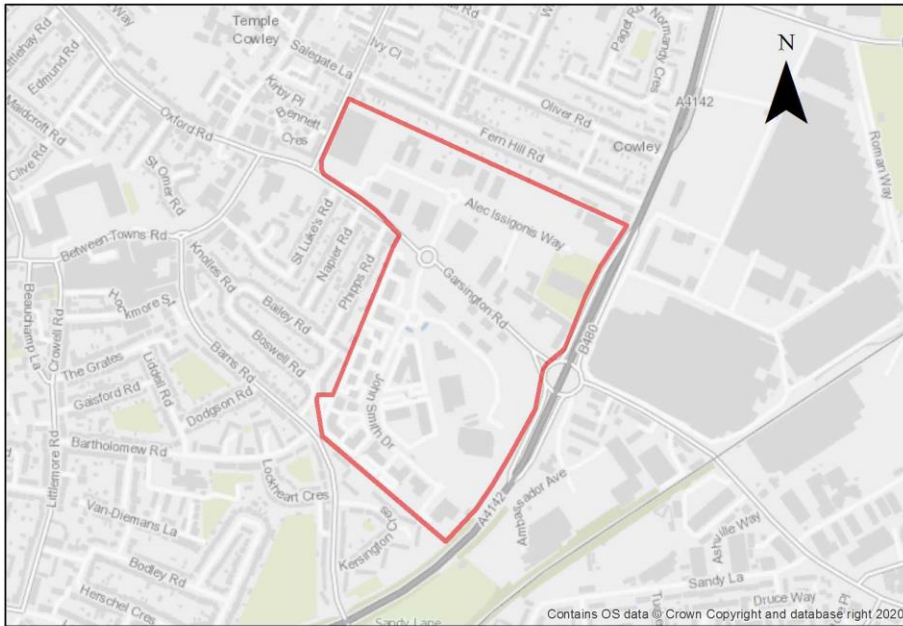 Temple
Cowley
Salegate La
Ivy Cl
Kirby Pl
Bennett
Cres
Edmund Rd
Maidcroft Rd
Clive Rd
Oxford Rd
St Omer Rd
Between Towns Rd
Beauchamp La
Crowell Rd
Littlemore Rd
The Grates
Gaisford Rd
Bartholomew Rd
Liddell Rd
Dodgson Rd
Knolles Rd
Barns Rd
Bailey Rd
Boswell Rd
St Luke's Rd
Napier Rd
Phipps Rd
Van-Diemans La
Bodley Rd
Herschel Cres
Lockheart Cres
Kersington Cres
John Smith Dr
Garsington Rd
Alec Issigonis Way
Fern Hill Rd
Oliver Rd
Cowley
Pagel Rd
Normandy
Cres
A4142
B480
A4142
Roman Way
Ambassador Ave
Ashville Way
Sandy La
Druce Way
Sandy Lane
N
Contains OS data © Crown Copyright and database right 2020